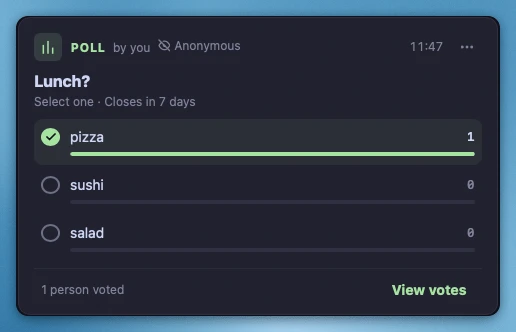 POLL by you Anonymous 11:47
Lunch?
Select one · Closes in 7 days
pizza 1
sushi 0
salad 0
1 person voted View votes